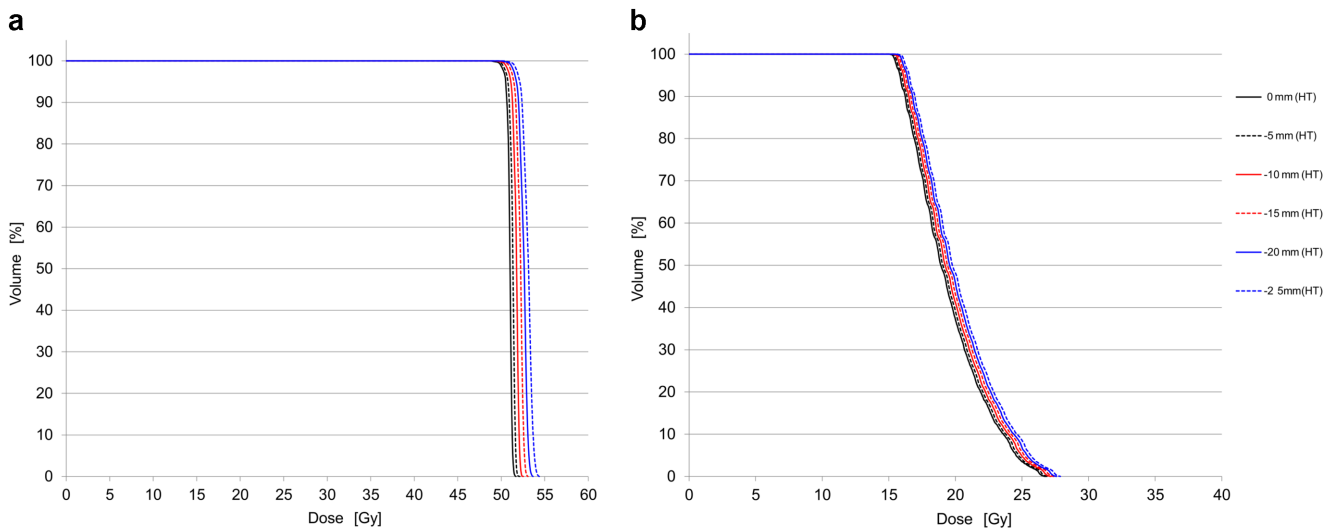 a
100
90
80
70
60
50
40
30
20
10
0
Volume [%]
0 5 10 15 20 25 30 35 40 45 50 55 60
Dose [Gy]
b
100
90
80
70
60
50
40
30
20
10
0
Volume [%]
0 5 10 15 20 25 30 35 40
Dose [Gy]
0 mm (HT)
-5 mm (HT)
-10 mm (HT)
-15 mm (HT)
-20 mm (HT)
-2 5mm(HT)